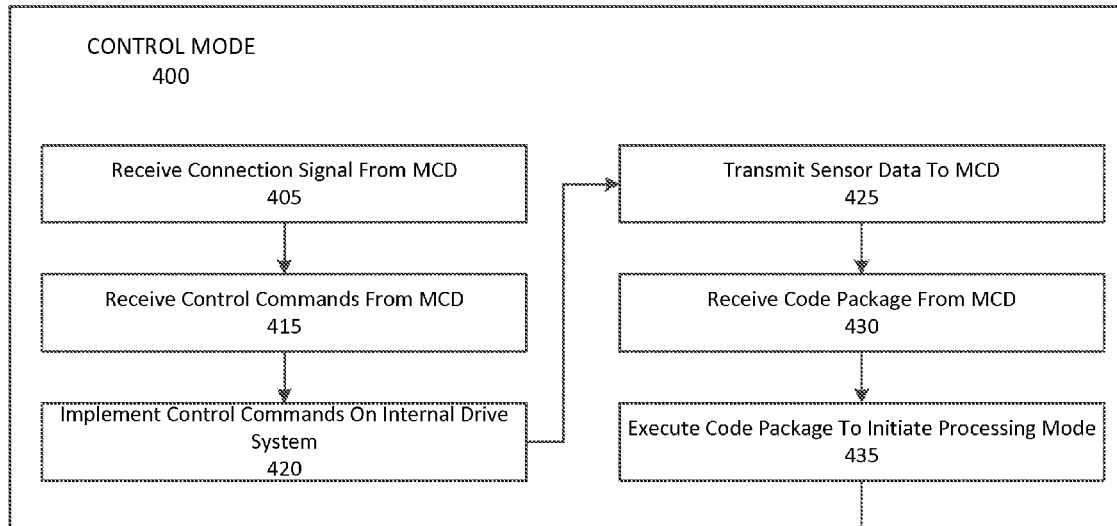 CONTROL MODE
400
Receive Connection Signal From MCD
405
Receive Control Commands From MCD
415
Implement Control Commands On Internal Drive
System
420
Transmit Sensor Data To MCD
425
Receive Code Package From MCD
430
Execute Code Package To Initiate Processing Mode
435